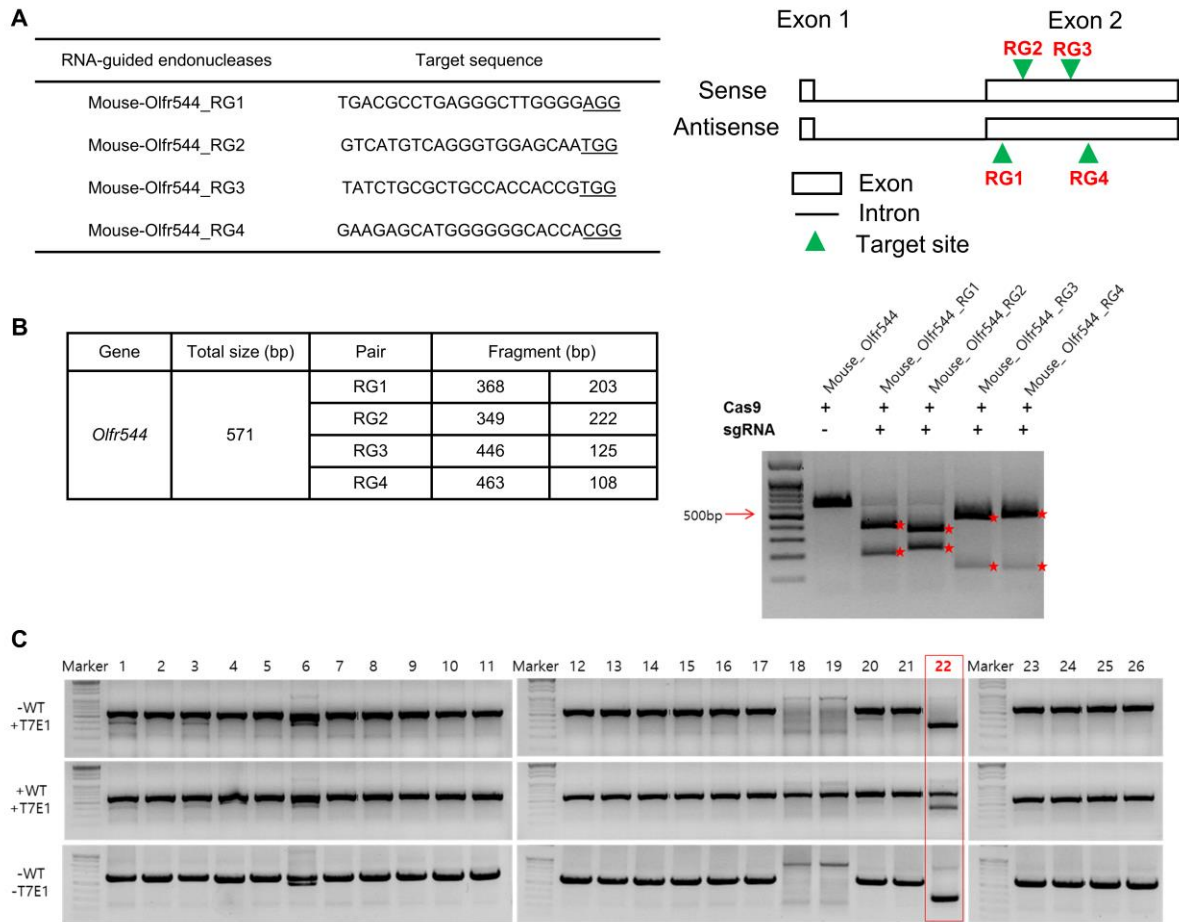 A
RNA-guided endonucleases Target sequence
Mouse-Olfr544_RG1 TGACGCCTGAGGGCTTGGGGAGG
Mouse-Olfr544_RG2 GTCATGTCAGGGTGGAGCAATGG
Mouse-Olfr544_RG3 TATCTGCGCTGCCACCACCGTGG
Mouse-Olfr544_RG4 GAAGAGCATGGGGGGCACCACGG
Exon 1 Exon 2
RG2 RG3
Sense
Antisense
RG1 RG4
Exon
Intron
Target site
B
Gene Total size (bp) Pair Fragment (bp)
Olfr544 571
RG1 368 203
RG2 349 222
RG3 446 125
RG4 463 108
Mouse_Olfr544
Mouse_Olfr544_RG1
Mouse_Olfr544_RG2
Mouse_Olfr544_RG3
Mouse_Olfr544_RG4
Cas9 + + + + +
sgRNA - + + + +
500bp
C
Marker 1 2 3 4 5 6 7 8 9 10 11 12 13 14 15 16 17 18 19 20 21 22 Marker 23 24 25 26
-WT
+T7E1
+WT
+T7E1
-WT
-T7E1